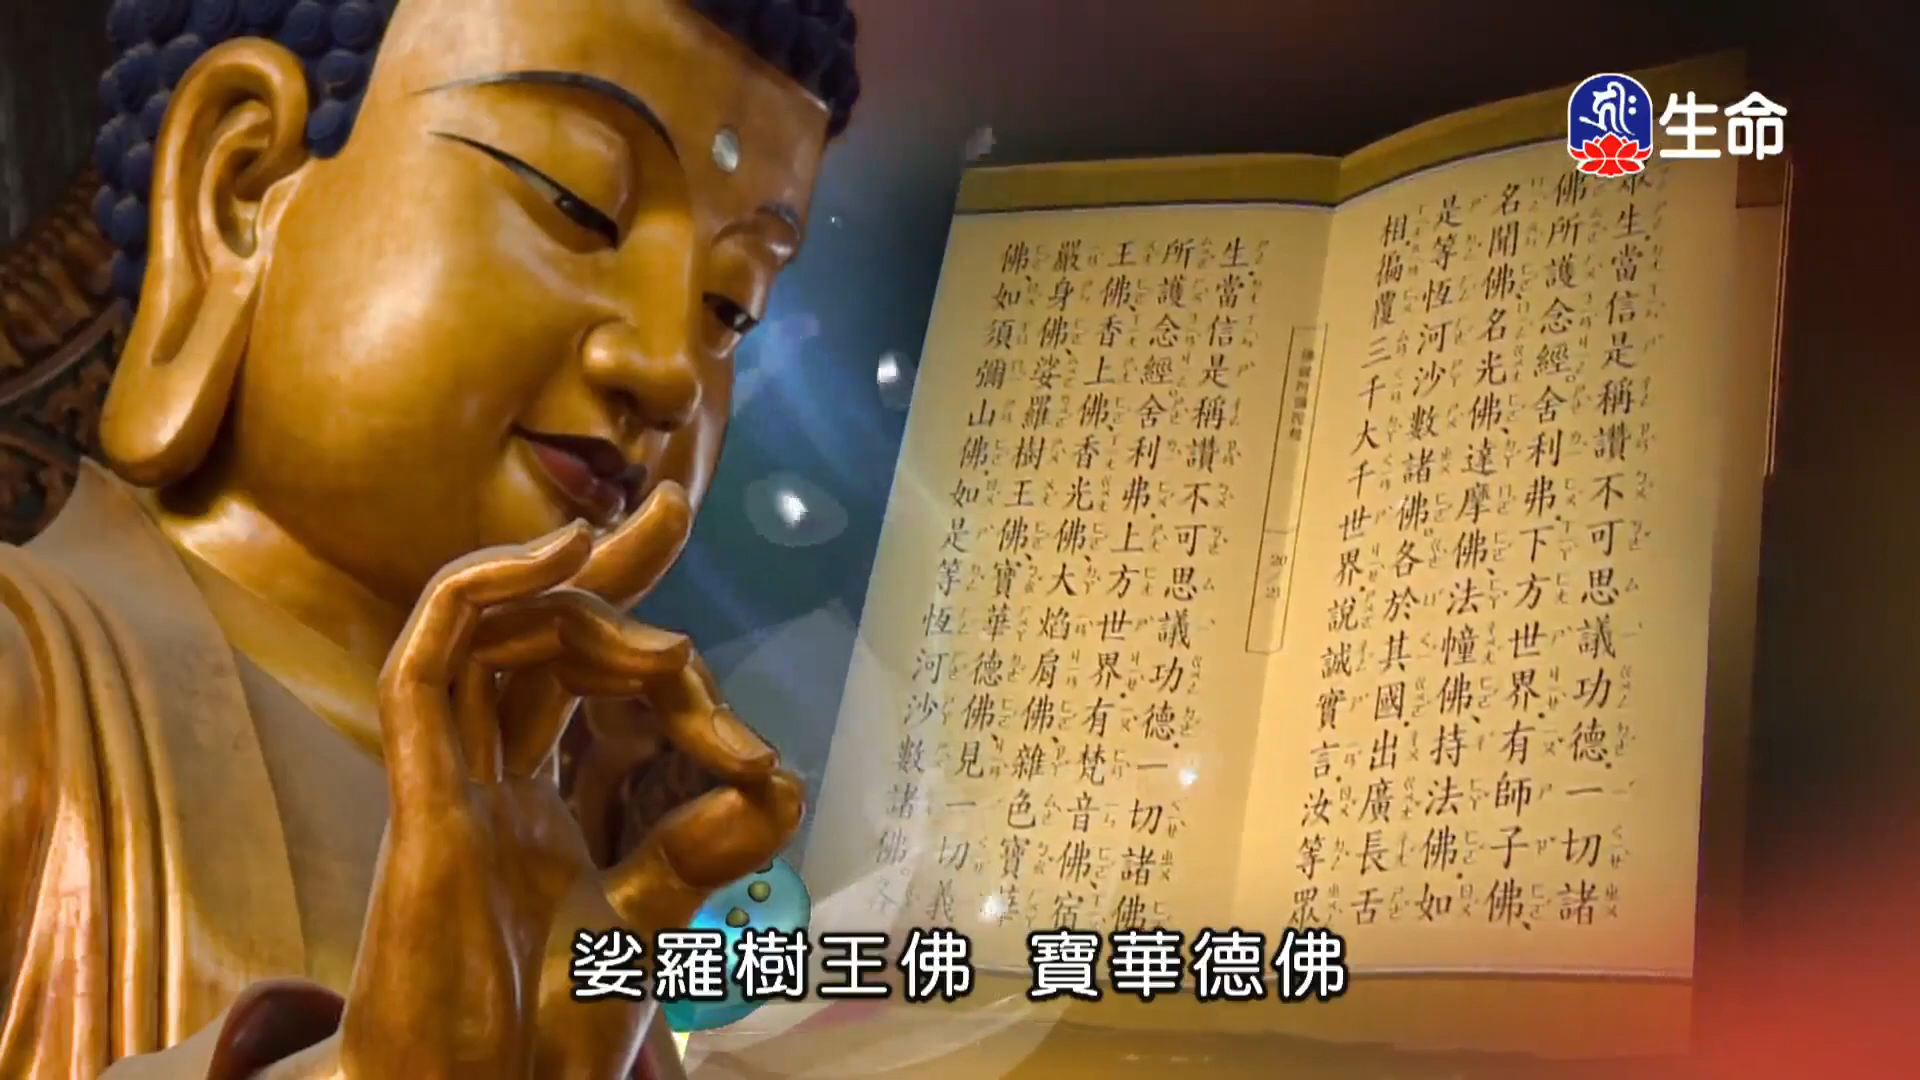 生命
眾生當信是稱讚不可思議功德一切諸
佛所護念經舍利弗下方世界有師子佛、
名聞佛、名光佛、達摩佛、法幢佛、持法佛如
是等恆河沙數諸佛各於其國出廣長舌
相徧覆三千大千世界說誠實言汝等眾
20/21
生當信是稱讚不可思議功德一切諸佛
所護念經舍利弗上方世界有梵音佛、宿
王佛、香上佛、香光佛、大焰肩佛、雜色寶華
嚴身佛、娑羅樹王佛、寶華德佛、見一切義
佛、如須彌山佛如是等恆河沙數諸佛各
娑羅樹王佛 寶華德佛